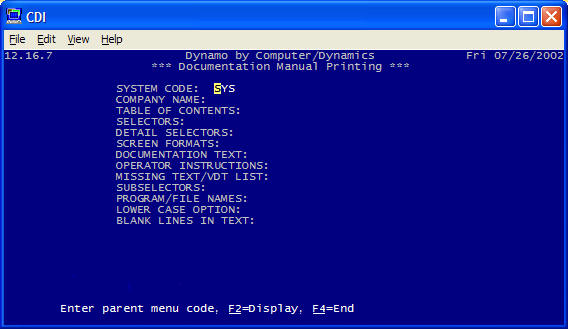 CDI
File Edit View Help
12.16.7 Dynamo by Computer/Dynamics Fri 07/26/2002
*** Documentation Manual Printing ***
SYSTEM CODE: SYS
COMPANY NAME:
TABLE OF CONTENTS:
SELECTORS:
DETAIL SELECTORS:
SCREEN FORMATS:
DOCUMENTATION TEXT:
OPERATOR INSTRUCTIONS:
MISSING TEXT/VDT LIST:
SUBSELECTORS:
PROGRAM/FILE NAMES:
LOWER CASE OPTION:
BLANK LINES IN TEXT:
Enter parent menu code, F2=Display, F4=End